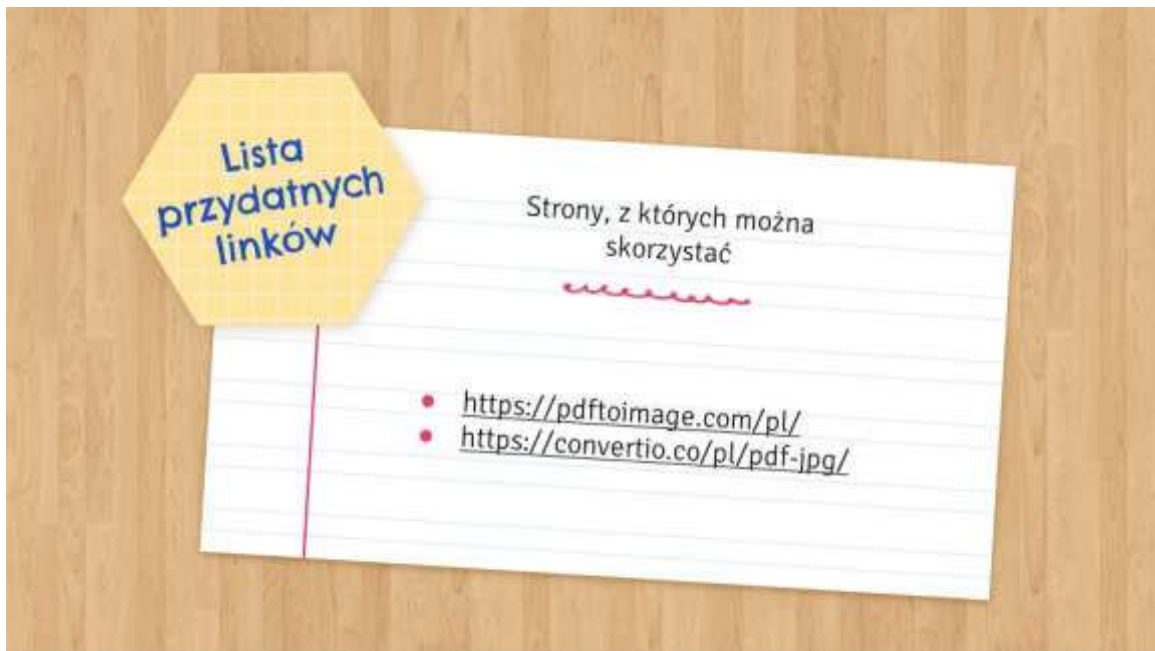 Lista
przydatnych
linków
Strony, z których można
skorzystać
https://pdftoimage.com/pl/
https://convertio.co/pl/pdf-jpg/